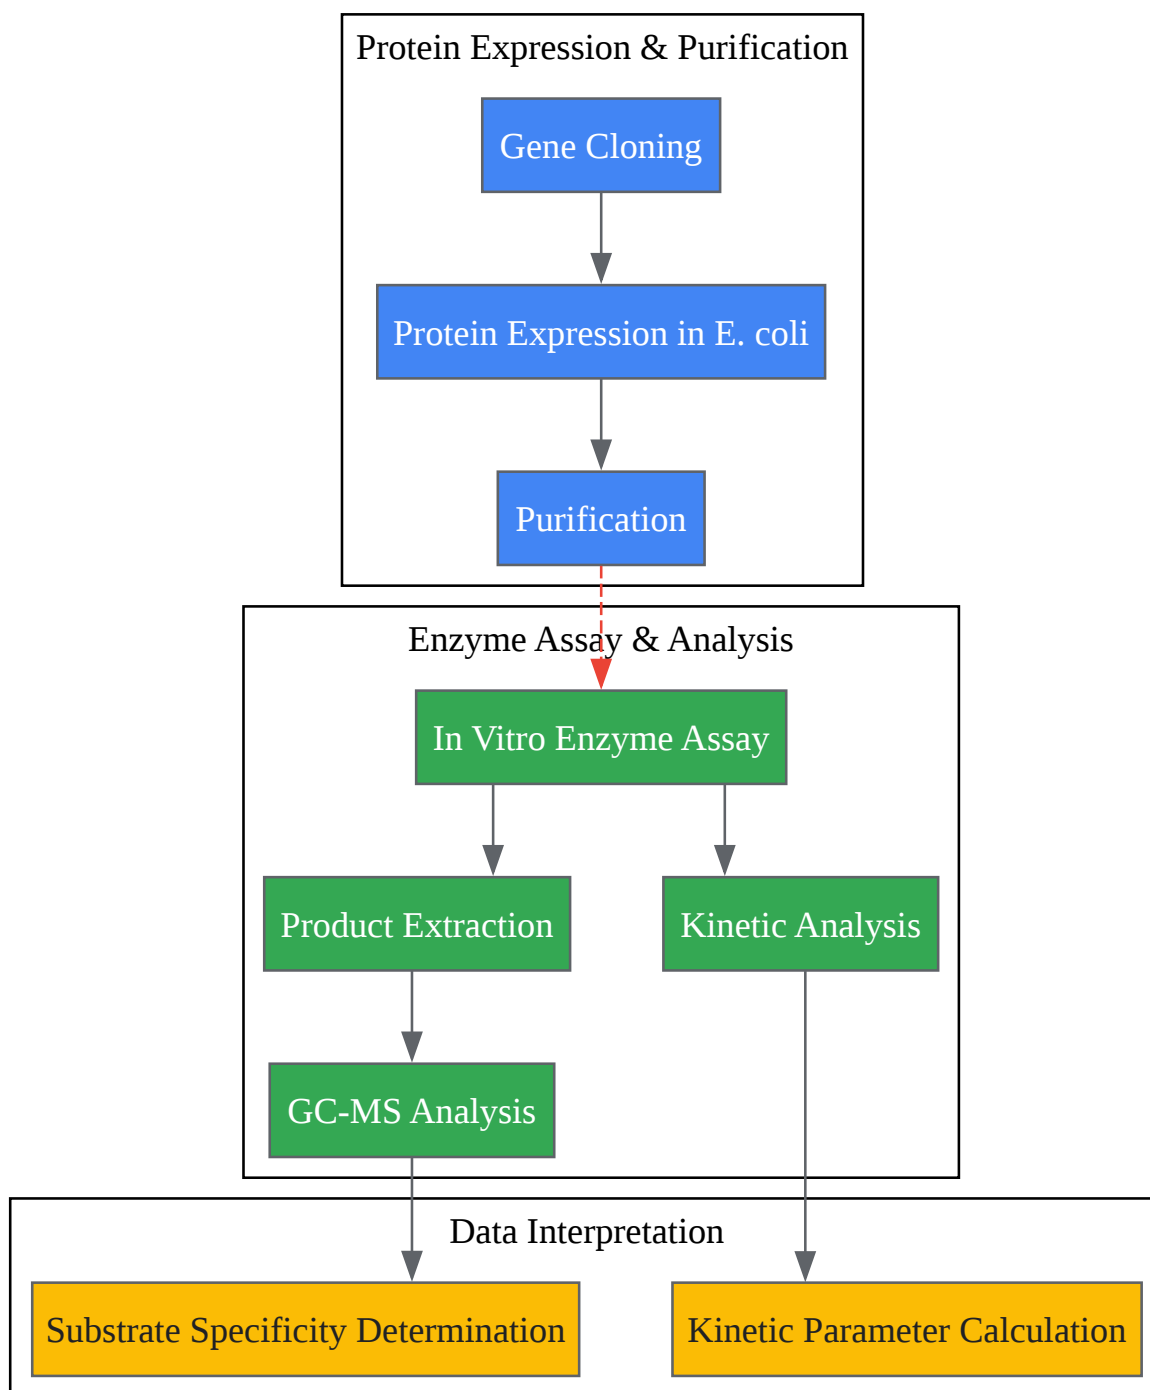 Protein Expression & Purification
Gene Cloning
Protein Expression in E. coli
Purification
Enzyme Assay & Analysis
In Vitro Enzyme Assay
Product Extraction
Kinetic Analysis
GC-MS Analysis
Data Interpretation
Substrate Specificity Determination
Kinetic Parameter Calculation